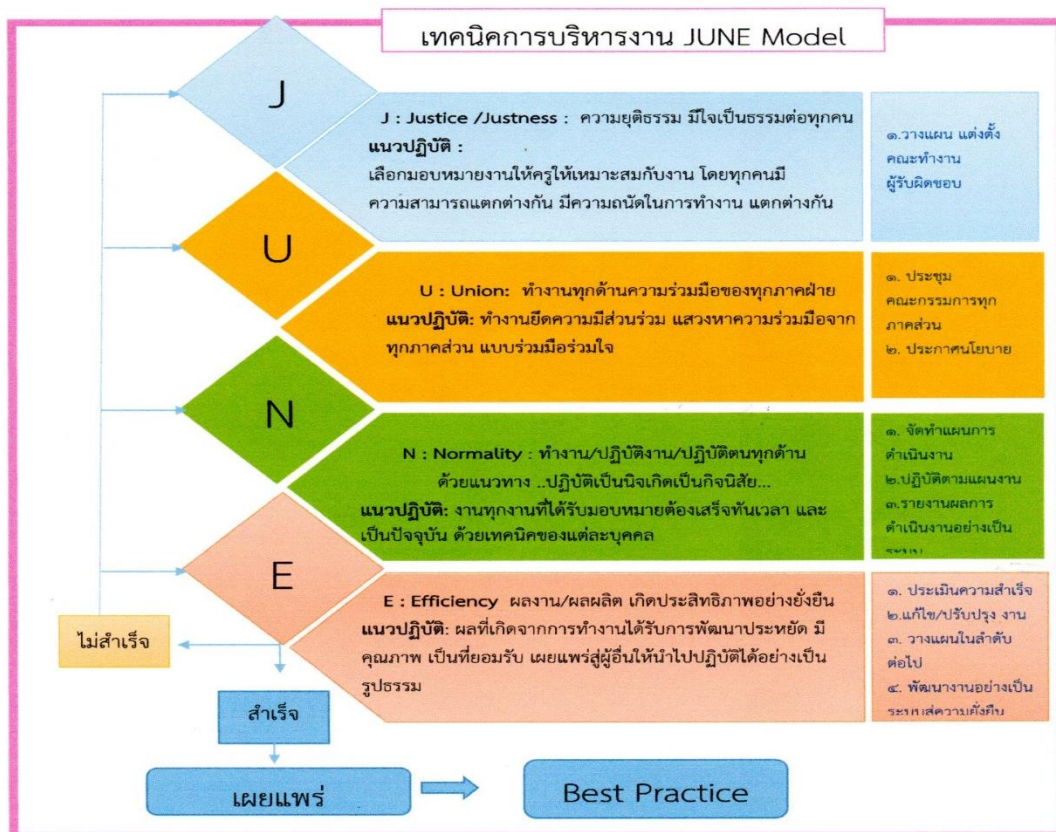 เทคนิคการบริหารงาน JUNE Model
J
J : Justice /Justness : ความยุติธรรม มีใจเป็นธรรมต่อทุกคน
แนวปฏิบัติ :
เลือกมอบหมายงานให้ครูให้เหมาะสมกับงาน โดยทุกคนมี
ความสามารถแตกต่างกัน มีความถนัดในการทำงาน แตกต่างกัน
๑.วางแผน แต่งตั้ง
คณะทำงาน
ผู้รับผิดชอบ
U
U : Union: ทำงานทุกด้านความร่วมมือของทุกภาคฝ่าย
แนวปฏิบัติ: ทำงานยึดความมีส่วนร่วม แสวงหาความร่วมมือจาก
ทุกภาคส่วน แบบร่วมมือร่วมใจ
๑. ประชุม
คณะกรรมการทุก
ภาคส่วน
๒. ประกาศนโยบาย
N
N : Normality : ทำงาน/ปฏิบัติงาน/ปฏิบัติตนทุกด้าน
ด้วยแนวทาง ..ปฏิบัติเป็นนิจเกิดเป็นกิจนิสัย...
แนวปฏิบัติ: งานทุกงานที่ได้รับมอบหมายต้องเสร็จทันเวลา และ
เป็นปัจจุบัน ด้วยเทคนิคของแต่ละบุคคล
๑. จัดทำแผนการ
ดำเนินงาน
๒.ปฏิบัติตามแผนงาน
๓.รายงานผลการ
ดำเนินงานอย่างเป็น
ระบบ
E
E : Efficiency ผลงาน/ผลผลิต เกิดประสิทธิภาพอย่างยั่งยืน
แนวปฏิบัติ: ผลที่เกิดจากการทำงานได้รับการพัฒนาประหยัด มี
คุณภาพ เป็นที่ยอมรับ เผยแพร่สู่ผู้อื่นให้นำไปปฏิบัติได้อย่างเป็น
รูปธรรม
๑. ประเมินความสำเร็จ
๒.แก้ไข/ปรับปรุง งาน
๓. วางแผนในลำดับ
ต่อไป
๔. พัฒนางานอย่างเป็น
ระบบสู่ความยั่งยืน
ไม่สำเร็จ
สำเร็จ
เผยแพร่
Best Practice